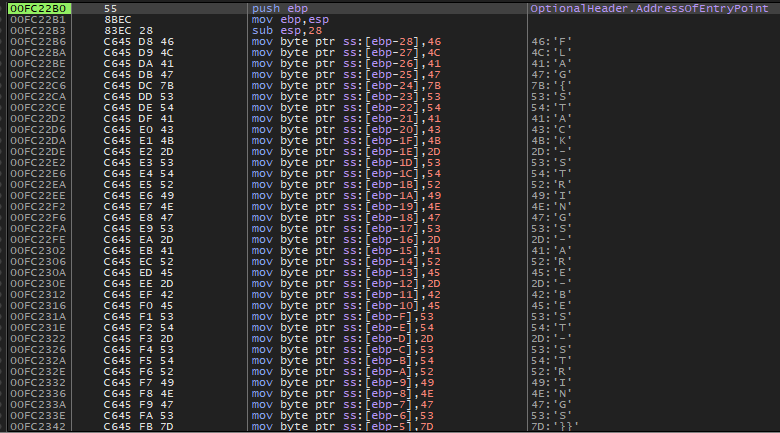 00FC22B0 55 push ebp OptionalHeader.AddressOfEntryPoint
00FC22B1 8BEC mov ebp,esp
00FC22B3 83EC 28 sub esp,28
00FC22B6 C645 D8 46 mov byte ptr ss:[ebp-28],46 46:'F'
00FC22BA C645 D9 4C mov byte ptr ss:[ebp-27],4C 4C:'L'
00FC22BE C645 DA 41 mov byte ptr ss:[ebp-26],41 41:'A'
00FC22C2 C645 DB 47 mov byte ptr ss:[ebp-25],47 47:'G'
00FC22C6 C645 DC 7B mov byte ptr ss:[ebp-24],7B 7B:'{'
00FC22CA C645 DD 53 mov byte ptr ss:[ebp-23],53 53:'S'
00FC22CE C645 DE 54 mov byte ptr ss:[ebp-22],54 54:'T'
00FC22D2 C645 DF 41 mov byte ptr ss:[ebp-21],41 41:'A'
00FC22D6 C645 E0 43 mov byte ptr ss:[ebp-20],43 43:'C'
00FC22DA C645 E1 4B mov byte ptr ss:[ebp-1F],4B 4B:'K'
00FC22DE C645 E2 2D mov byte ptr ss:[ebp-1E],2D 2D:'-'
00FC22E2 C645 E3 53 mov byte ptr ss:[ebp-1D],53 53:'S'
00FC22E6 C645 E4 54 mov byte ptr ss:[ebp-1C],54 54:'T'
00FC22EA C645 E5 52 mov byte ptr ss:[ebp-1B],52 52:'R'
00FC22EE C645 E6 49 mov byte ptr ss:[ebp-1A],49 49:'I'
00FC22F2 C645 E7 4E mov byte ptr ss:[ebp-19],4E 4E:'N'
00FC22F6 C645 E8 47 mov byte ptr ss:[ebp-18],47 47:'G'
00FC22FA C645 E9 53 mov byte ptr ss:[ebp-17],53 53:'S'
00FC22FE C645 EA 2D mov byte ptr ss:[ebp-16],2D 2D:'-'
00FC2302 C645 EB 41 mov byte ptr ss:[ebp-15],41 41:'A'
00FC2306 C645 EC 52 mov byte ptr ss:[ebp-14],52 52:'R'
00FC230A C645 ED 45 mov byte ptr ss:[ebp-13],45 45:'E'
00FC230E C645 EE 2D mov byte ptr ss:[ebp-12],2D 2D:'-'
00FC2312 C645 EF 42 mov byte ptr ss:[ebp-11],42 42:'B'
00FC2316 C645 F0 45 mov byte ptr ss:[ebp-10],45 45:'E'
00FC231A C645 F1 53 mov byte ptr ss:[ebp-F],53 53:'S'
00FC231E C645 F2 54 mov byte ptr ss:[ebp-E],54 54:'T'
00FC2322 C645 F3 2D mov byte ptr ss:[ebp-D],2D 2D:'-'
00FC2326 C645 F4 53 mov byte ptr ss:[ebp-C],53 53:'S'
00FC232A C645 F5 54 mov byte ptr ss:[ebp-B],54 54:'T'
00FC232E C645 F6 52 mov byte ptr ss:[ebp-A],52 52:'R'
00FC2332 C645 F7 49 mov byte ptr ss:[ebp-9],49 49:'I'
00FC2336 C645 F8 4E mov byte ptr ss:[ebp-8],4E 4E:'N'
00FC233A C645 F9 47 mov byte ptr ss:[ebp-7],47 47:'G'
00FC233E C645 FA 53 mov byte ptr ss:[ebp-6],53 53:'S'
00FC2342 C645 FB 7D mov byte ptr ss:[ebp-5],7D 7D:'}}'